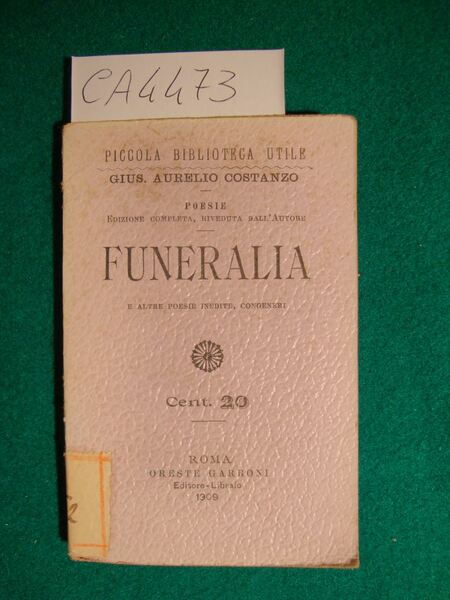 CA4473
PICCOLA BIBLIOTECA UTILE
GIUS. AURELIO COSTANZO
POESIE
EDIZIONE COMPLETA, RIVEDUTA DALL'AUTORE
FUNERALIA
E ALTRE POESIE INEDITE, CONGENERI
Cent. 20
ROMA
ORESTE GARRONI
Editore-Libraio
1909